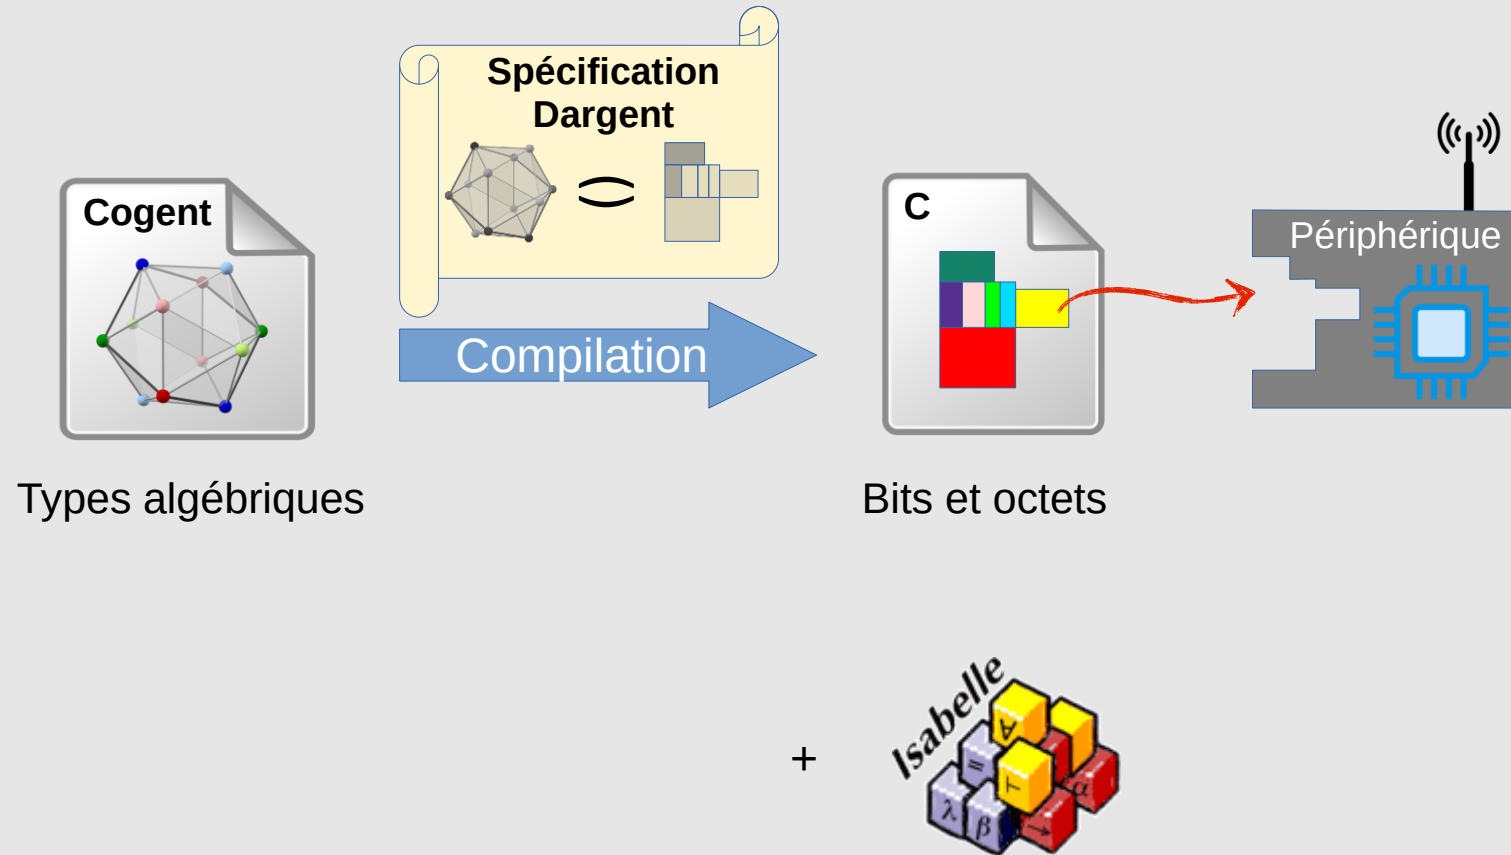 Spécification
Dargent
Cogent
C
Périphérique
Compilation
Types algébriques
Bits et octets
+
Isabelle
∀
=
⊢
α
λ
β
→